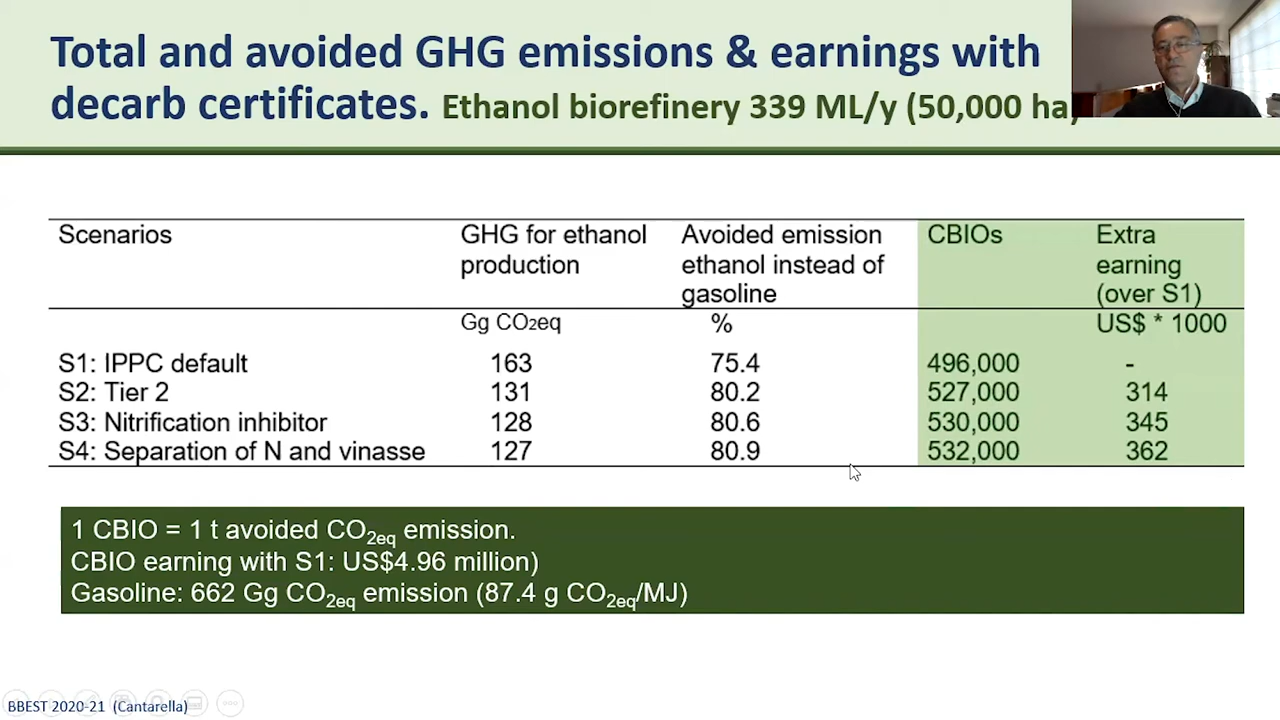 Total and avoided GHG emissions & earnings with
decarb certificates. Ethanol biorefinery 339 ML/y (50,000 ha)
Scenarios GHG for ethanol production Avoided emission ethanol instead of gasoline CBIOs Extra earning (over S1)
Gg CO2eq % US$ * 1000
S1: IPPC default 163 75.4 496,000 -
S2: Tier 2 131 80.2 527,000 314
S3: Nitrification inhibitor 128 80.6 530,000 345
S4: Separation of N and vinasse 127 80.9 532,000 362
1 CBIO = 1 t avoided CO2eq emission.
CBIO earning with S1: US$4.96 million)
Gasoline: 662 Gg CO2eq emission (87.4 g CO2eq/MJ)
BBEST 2020-21 (Cantarella)